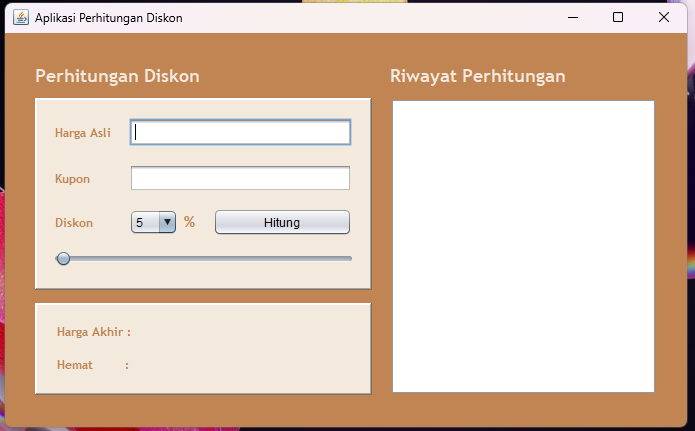 Aplikasi Perhitungan Diskon
Perhitungan Diskon
Riwayat Perhitungan
Harga Asli
Kupon
Diskon 5 % Hitung
Harga Akhir :
Hemat :